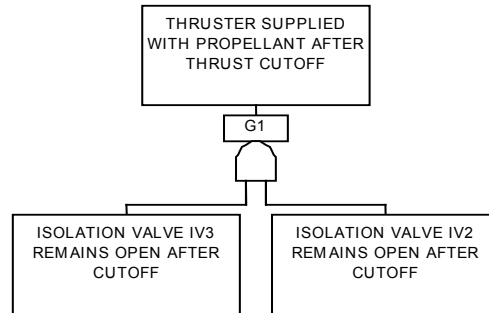 THRUSTER SUPPLIED
WITH PROPELLANT AFTER
THRUST CUTOFF
G1
ISOLATION VALVE IV3
REMAINS OPEN AFTER
CUTOFF
ISOLATION VALVE IV2
REMAINS OPEN AFTER
CUTOFF